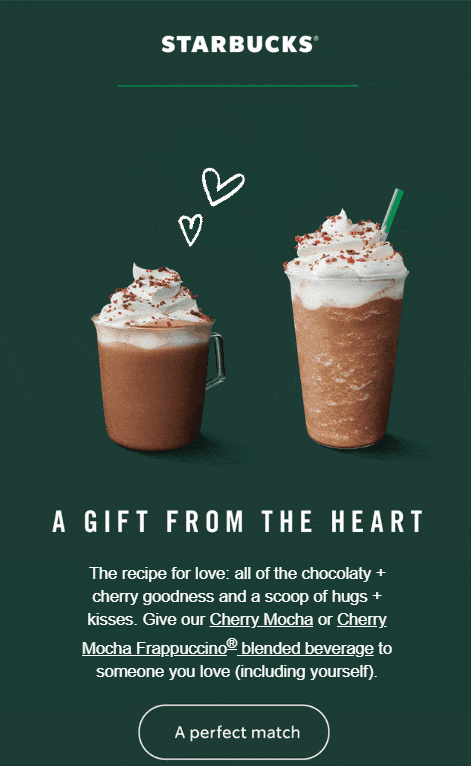 STARBUCKS®
A GIFT FROM THE HEART
The recipe for love: all of the chocolaty +
cherry goodness and a scoop of hugs +
kisses. Give our Cherry Mocha or Cherry
Mocha Frappuccino® blended beverage to
someone you love (including yourself).
A perfect match